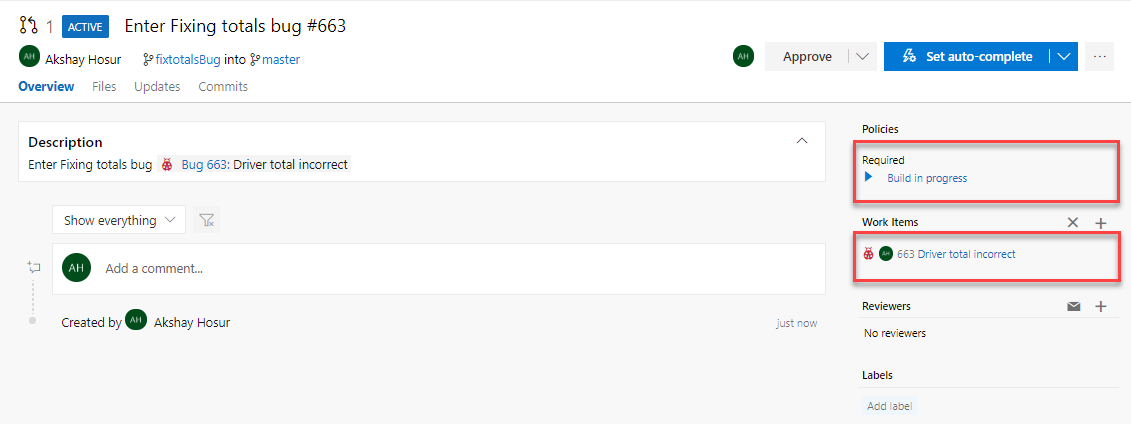 1 ACTIVE Enter Fixing totals bug #663
AH Akshay Hosur fixtotalsBug into master AH Approve Set auto-complete ...
Overview Files Updates Commits
Description
Enter Fixing totals bug Bug 663: Driver total incorrect
Show everything
AH Add a comment...
Created by AH Akshay Hosur just now
Policies
Required
Build in progress
Work Items
AH 663 Driver total incorrect
Reviewers
No reviewers
Labels
Add label